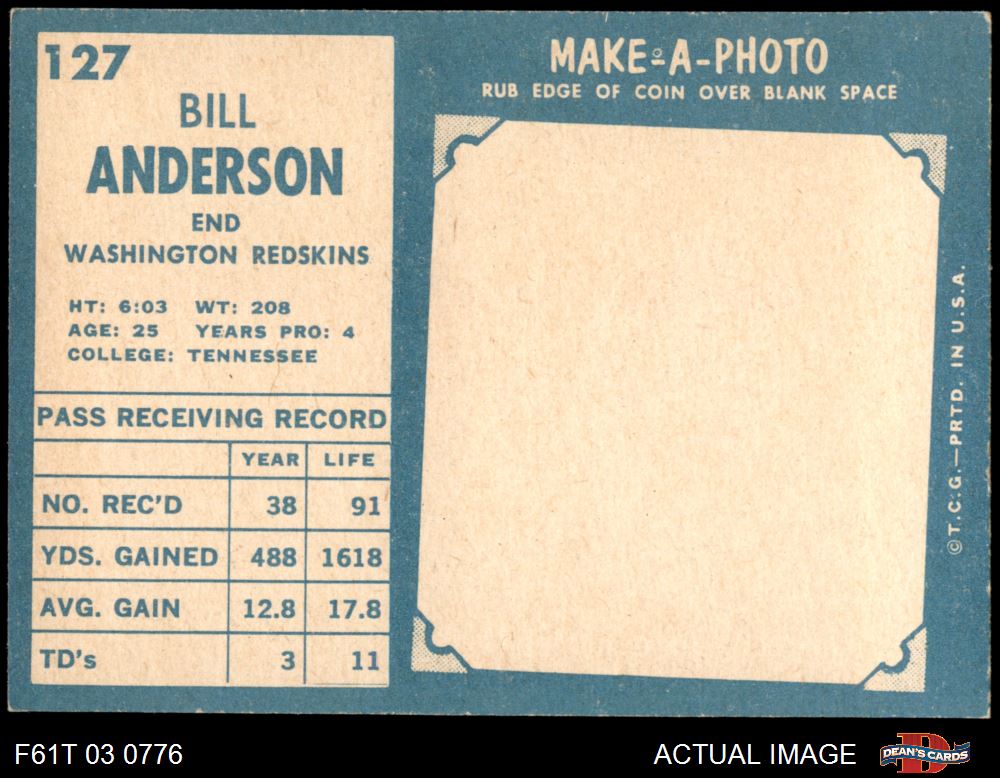 127
BILL
ANDERSON
END
WASHINGTON REDSKINS
HT: 6:03 WT: 208
AGE: 25 YEARS PRO: 4
COLLEGE: TENNESSEE
PASS RECEIVING RECORD
YEAR LIFE
NO. REC'D 38 91
YDS. GAINED 488 1618
AVG. GAIN 12.8 17.8
TD's 3 11
MAKE-A-PHOTO
RUB EDGE OF COIN OVER BLANK SPACE
©T.C.G.—PRTD. IN U.S.A.
F61T 03 0776
ACTUAL IMAGE
DEAN'S CARDS